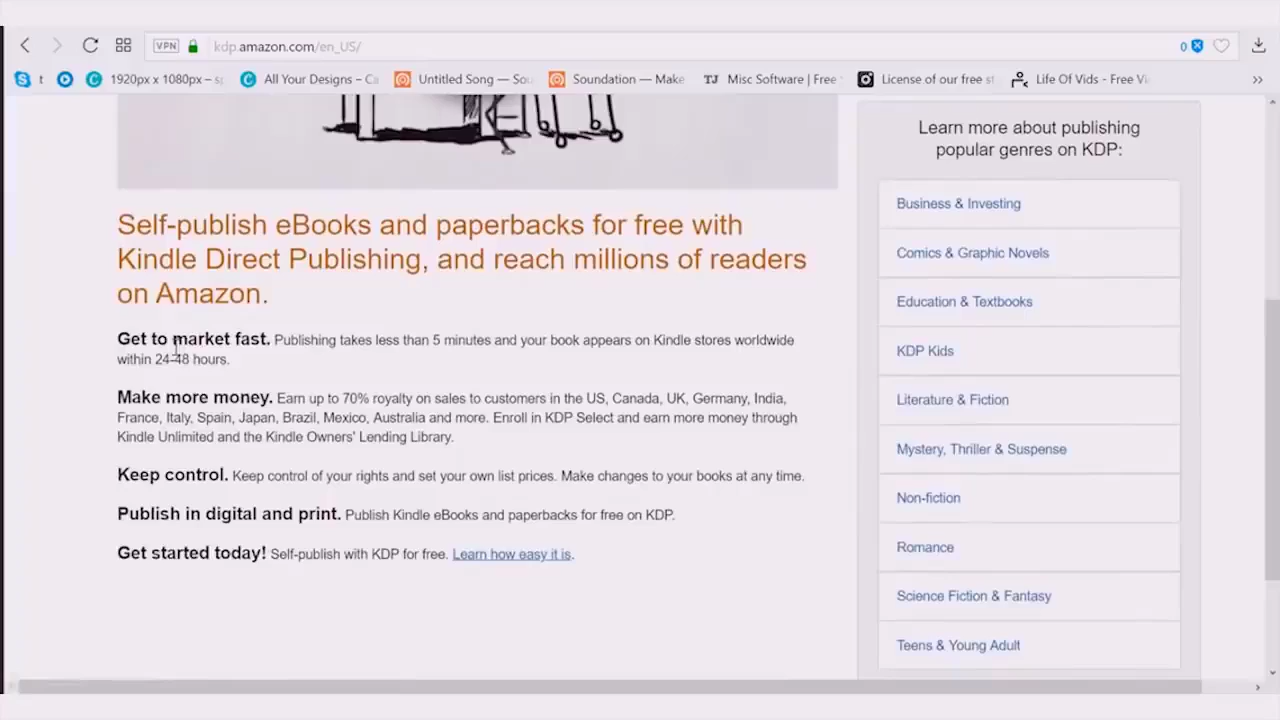 VPN
kdp.amazon.com/en_US/
0
t
1920px x 1080px – s
All Your Designs – Ca
Untitled Song — Sou
Soundation — Make
TJ Misc Software | Free
License of our free s
Life Of Vids - Free Vi
»
Learn more about publishing
popular genres on KDP:
Self-publish eBooks and paperbacks for free with
Kindle Direct Publishing, and reach millions of readers
on Amazon.
Get to market fast. Publishing takes less than 5 minutes and your book appears on Kindle stores worldwide
within 24-48 hours.
Make more money. Earn up to 70% royalty on sales to customers in the US, Canada, UK, Germany, India,
France, Italy, Spain, Japan, Brazil, Mexico, Australia and more. Enroll in KDP Select and earn more money through
Kindle Unlimited and the Kindle Owners' Lending Library.
Keep control. Keep control of your rights and set your own list prices. Make changes to your books at any time.
Publish in digital and print. Publish Kindle eBooks and paperbacks for free on KDP.
Get started today! Self-publish with KDP for free. Learn how easy it is.
Business & Investing
Comics & Graphic Novels
Education & Textbooks
KDP Kids
Literature & Fiction
Mystery, Thriller & Suspense
Non-fiction
Romance
Science Fiction & Fantasy
Teens & Young Adult